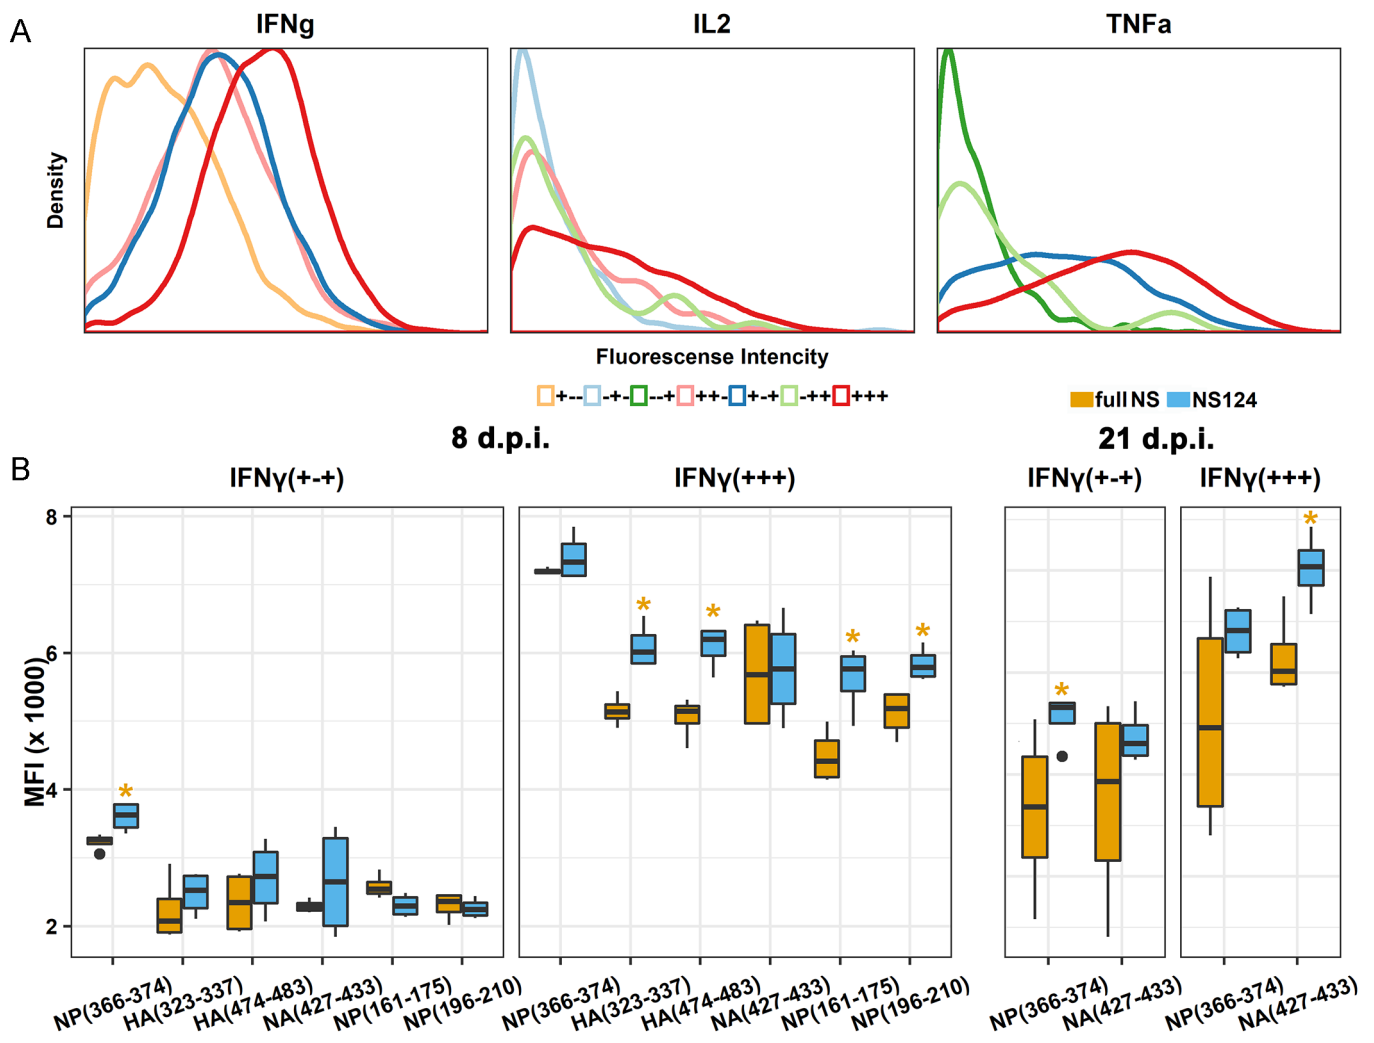 A
IFNg
IL2
TNFa
Density
Fluorescense Intencity
+-- -+- --+ ++- +-+ -++ +++
full NS NS124
8 d.p.i.
21 d.p.i.
B
IFNγ(+-+)
IFNγ(+++)
IFNγ(+-+)
IFNγ(+++)
MFI (x 1000)
8
6
4
2
* * * * * * *
NP(366-374) HA(323-337) HA(474-483) NA(427-433) NP(161-175) NP(196-210)
NP(366-374) HA(323-337) HA(474-483) NA(427-433) NP(161-175) NP(196-210)
NP(366-374) NA(427-433)
NP(366-374) NA(427-433)